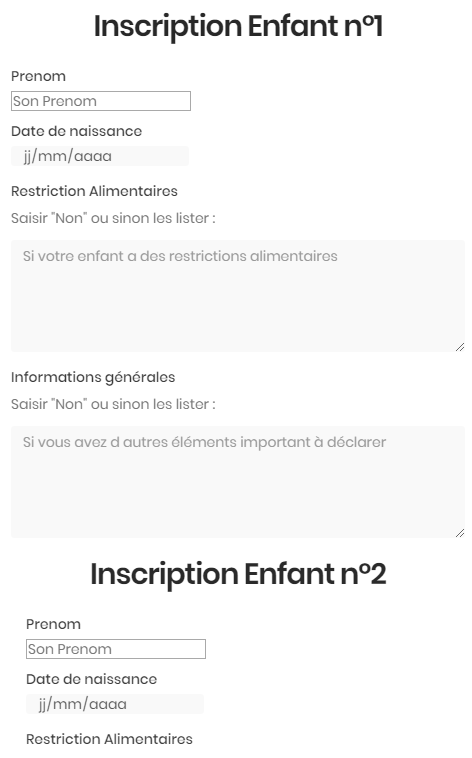 Inscription Enfant n°1
Prenom
Son Prenom
Date de naissance
jj/mm/aaaa
Restriction Alimentaires
Saisir "Non" ou sinon les lister :
Si votre enfant a des restrictions alimentaires
Informations générales
Saisir "Non" ou sinon les lister :
Si vous avez d autres éléments important à déclarer
Inscription Enfant n°2
Prenom
Son Prenom
Date de naissance
jj/mm/aaaa
Restriction Alimentaires